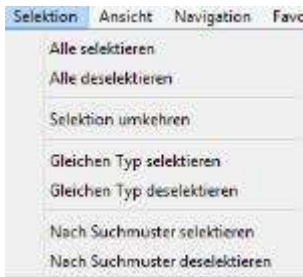 Selektion Ansicht Navigation Favo
Alle selektieren
Alle deselektieren
Selektion umkehren
Gleichen Typ selektieren
Gleichen Typ deselektieren
Nach Suchmuster selektieren
Nach Suchmuster deselektieren